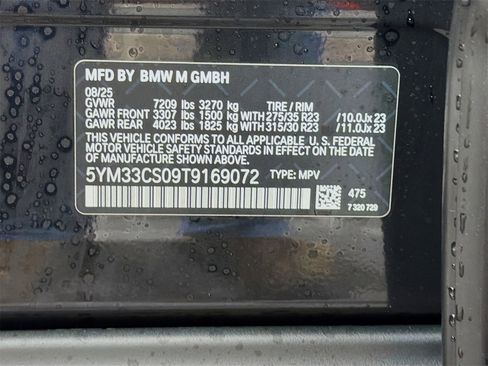 MFD BY BMW M GMBH
08/25
GVWR 7209 lbs 3270 kg TIRE / RIM
GAWR FRONT 3307 lbs 1500 kg WITH 275/35 R23 /10.0Jx 23
GAWR REAR 4023 lbs 1825 kg WITH 315/30 R23 /11.0Jx 23
THIS VEHICLE CONFORMS TO ALL APPLICABLE U. S. FEDERAL
MOTOR VEHICLE SAFETY STANDARDS IN EFFECT ON
THE DATE OF MANUFACTURE SHOWN ABOVE.
5YM33CS09T9169072 TYPE: MPV
475
7 320 729